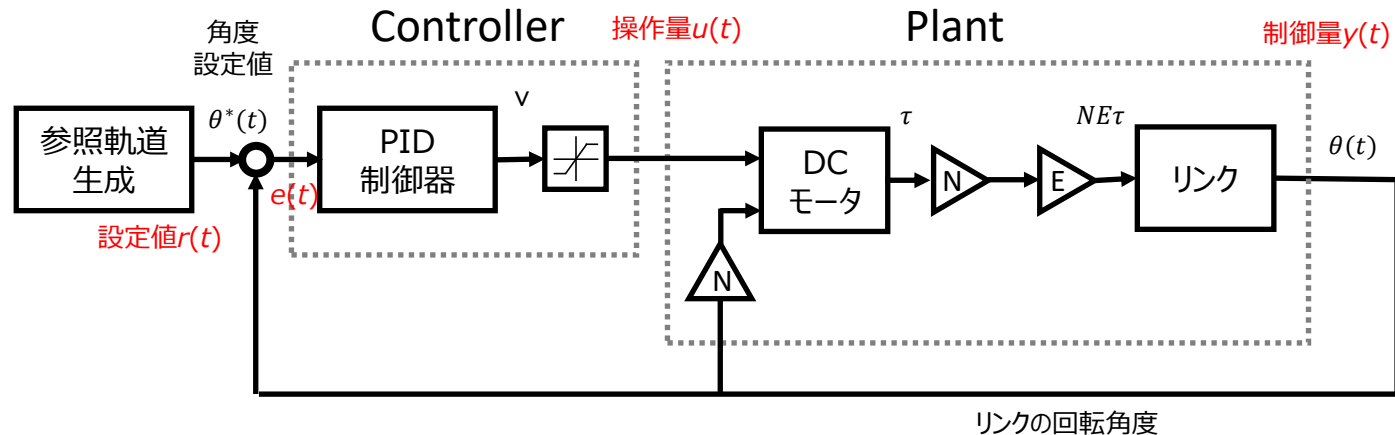 Controller
操作量u(t)
Plant
制御量y(t)
角度
設定値
θ*(t)
v
τ
NEτ
θ(t)
参照軌道
生成
PID
制御器
DC
モータ
N
E
リンク
e(t)
設定値r(t)
N
リンクの回転角度